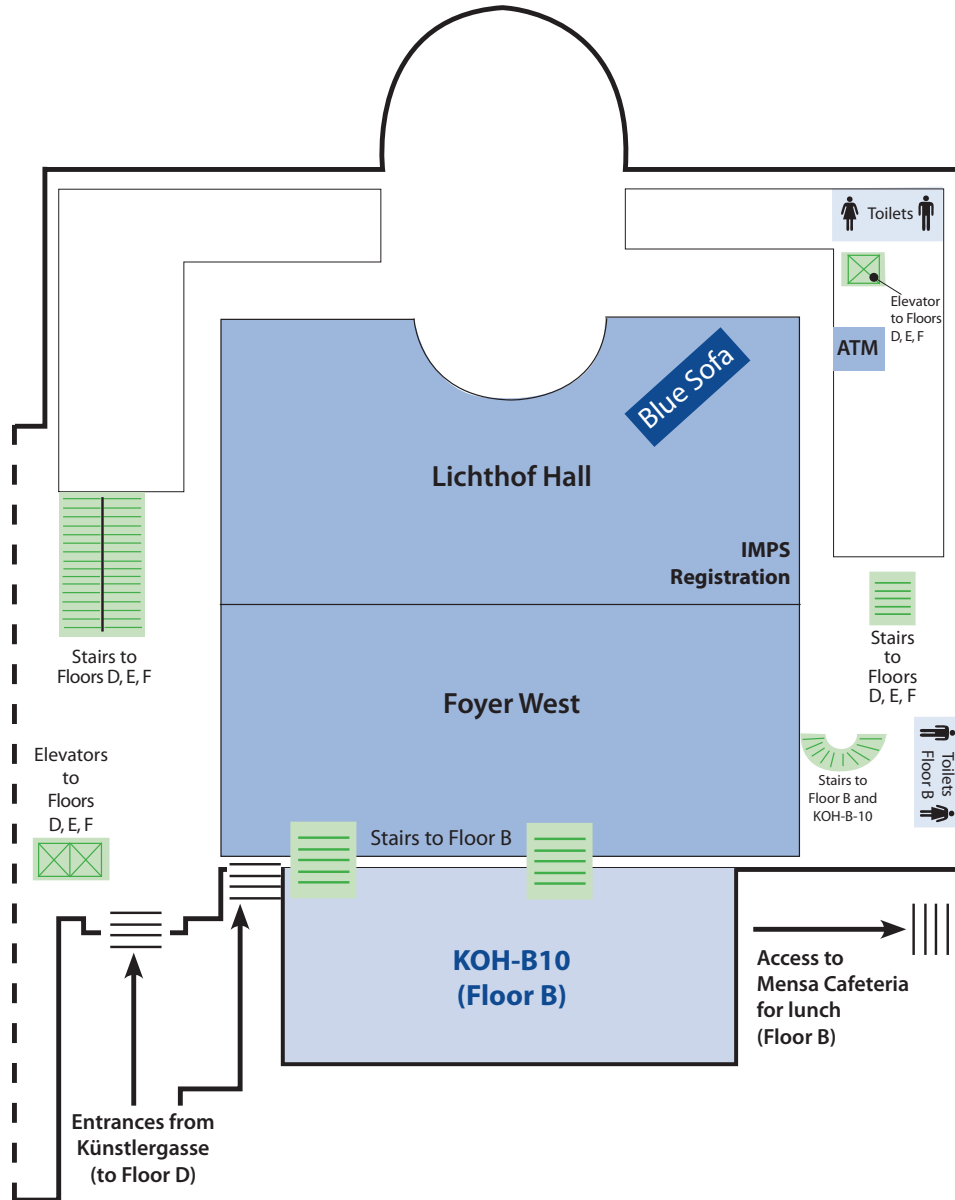 Toilets
Elevator
to Floors
D, E, F
ATM
Blue Sofa
Lichthof Hall
IMPS
Registration
Stairs to
Floors D, E, F
Stairs
to
Floors
D, E, F
Foyer West
Elevators
to
Floors
D, E, F
Stairs to
Floor B and
KOH-B-10
Toilets
Floor B
Stairs to Floor B
KOH-B10
(Floor B)
Access to
Mensa Cafeteria
for lunch
(Floor B)
Entrances from
Künstlergasse
(to Floor D)